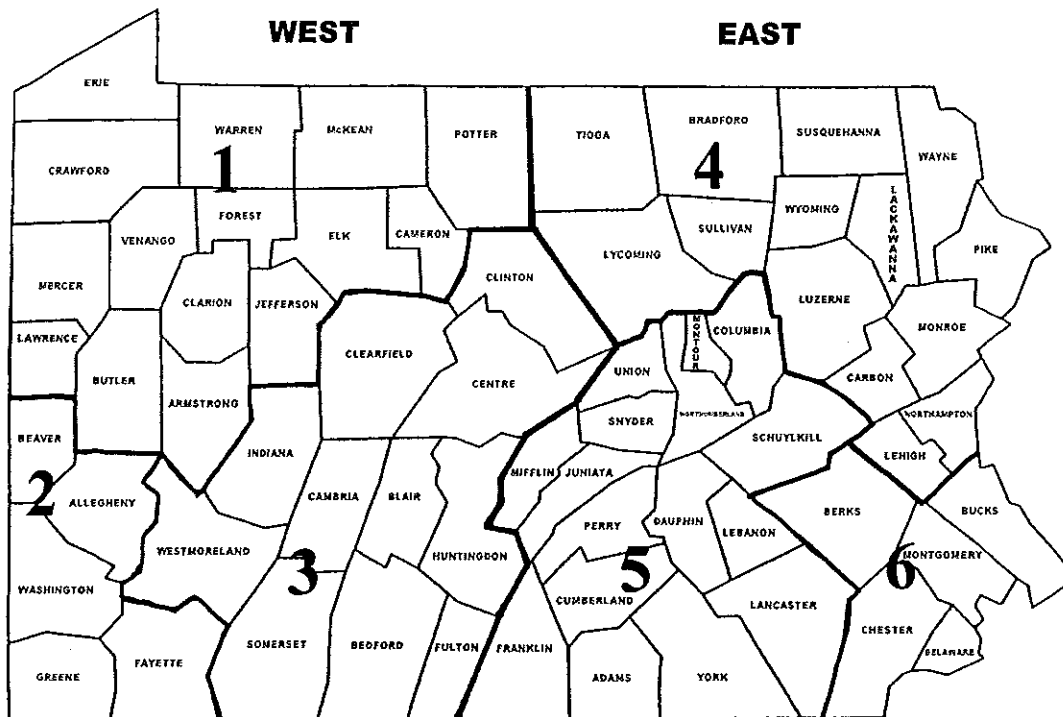 WEST
EAST
ERIE
WARREN
McKEAN
POTTER
TIOGA
BRADFORD
SUSQUEHANNA
WAYNE
CRAWFORD
1
4
FOREST
ELK
CAMERON
VENANGO
SULLIVAN
WYOMING
LACKAWANNA
PIKE
LYCOMING
MERCER
CLARION
JEFFERSON
CLINTON
LUZERNE
LAWRENCE
CLEARFIELD
MONTOUR
COLUMBIA
MONROE
BUTLER
ARMSTRONG
CENTRE
UNION
CARBON
BEAVER
INDIANA
SNYDER
NORTHUMBERLAND
NORTHAMPTON
SCHUYLKILL
LEHIGH
2
ALLEGHENY
CAMBRIA
BLAIR
MIFFLIN
JUNIATA
WESTMORELAND
HUNTINGDON
PERRY
DAUPHIN
LEBANON
BERKS
BUCKS
3
5
6
MONTGOMERY
WASHINGTON
CUMBERLAND
LANCASTER
CHESTER
GREENE
FAYETTE
SOMERSET
BEDFORD
FULTON
FRANKLIN
ADAMS
YORK
DELAWARE